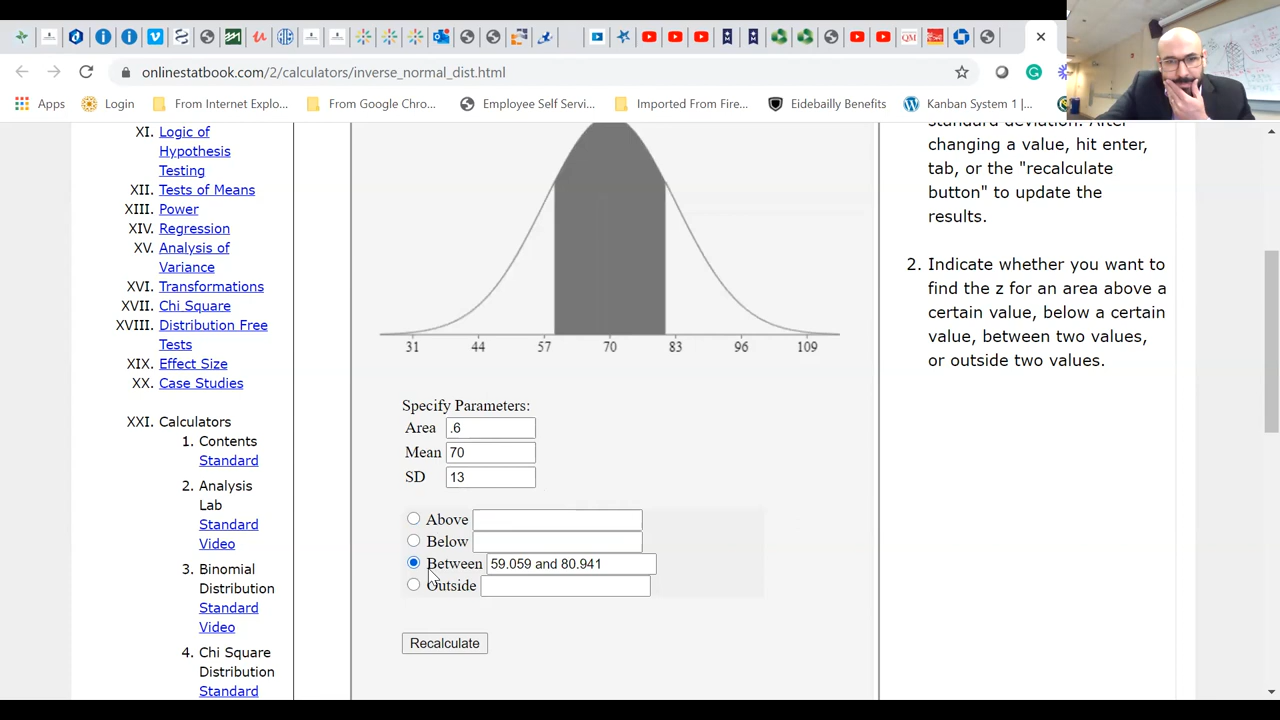 onlinestatbook.com/2/calculators/inverse_normal_dist.html
Apps Login From Internet Explo... From Google Chro... Employee Self Servi... Imported From Fire... Eidebailly Benefits Kanban System 1 |...
XI. Logic of
Hypothesis
Testing
XII. Tests of Means
XIII. Power
XIV. Regression
XV. Analysis of
Variance
XVI. Transformations
XVII. Chi Square
XVIII. Distribution Free
Tests
XIX. Effect Size
XX. Case Studies
XXI. Calculators
1. Contents
Standard
2. Analysis
Lab
Standard
Video
3. Binomial
Distribution
Standard
Video
4. Chi Square
Distribution
Standard
31 44 57 70 83 96 109
Specify Parameters:
Area .6
Mean 70
SD 13
Above
Below
Between 59.059 and 80.941
Outside
Recalculate
standard deviation. After
changing a value, hit enter,
tab, or the "recalculate
button" to update the
results.
2. Indicate whether you want to
find the z for an area above a
certain value, below a certain
value, between two values,
or outside two values.